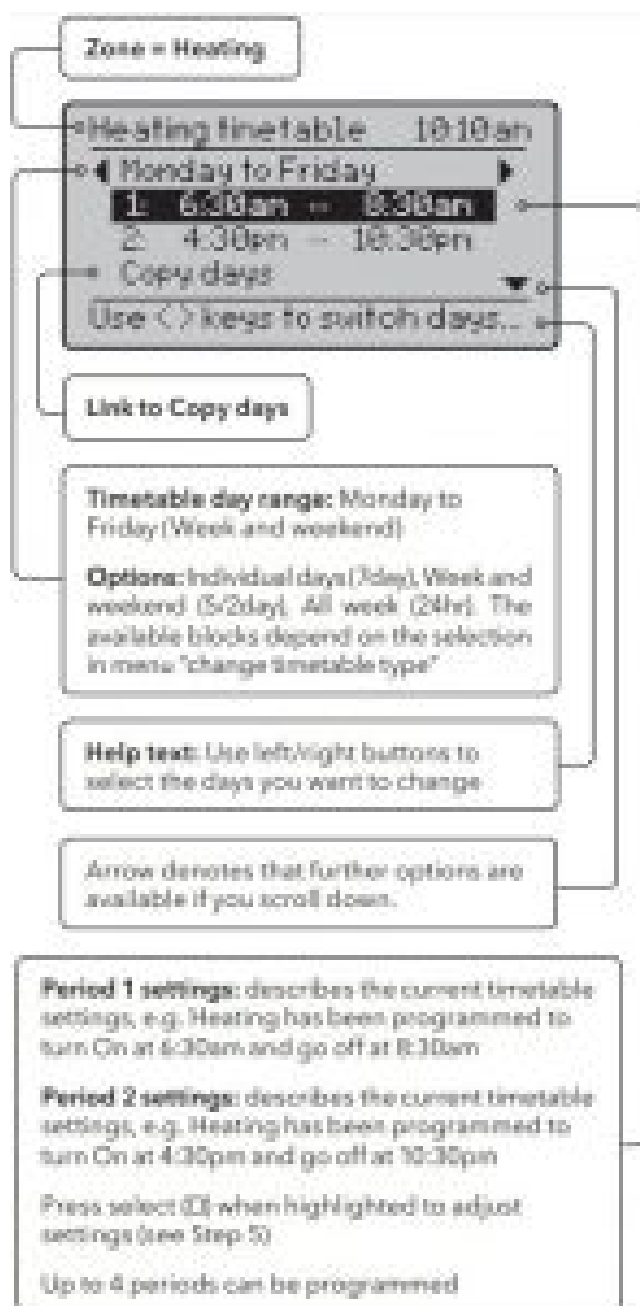 Zone = Heating
Heating timetable 10:10am
Monday to Friday
1: 6:30am - 8:30am
2: 4:30pm - 10:30pm
Copy days
Use <> keys to switch days...
Link to Copy days
Timetable day range: Monday to
Friday (Week and weekend)
Options: Individual days (7day), Week and
weekend (5/2day), All week (24hr). The
available blocks depend on the selection
in menu "change timetable type"
Help text: Use left/right buttons to
select the days you want to change
Arrow denotes that further options are
available if you scroll down.
Period 1 settings: describes the current timetable
settings, e.g. Heating has been programmed to
turn On at 6:30am and go off at 8:30am
Period 2 settings: describes the current timetable
settings, e.g. Heating has been programmed to
turn On at 4:30pm and go off at 10:30pm
Press select when highlighted to adjust
settings (see Step 5)
Up to 4 periods can be programmed